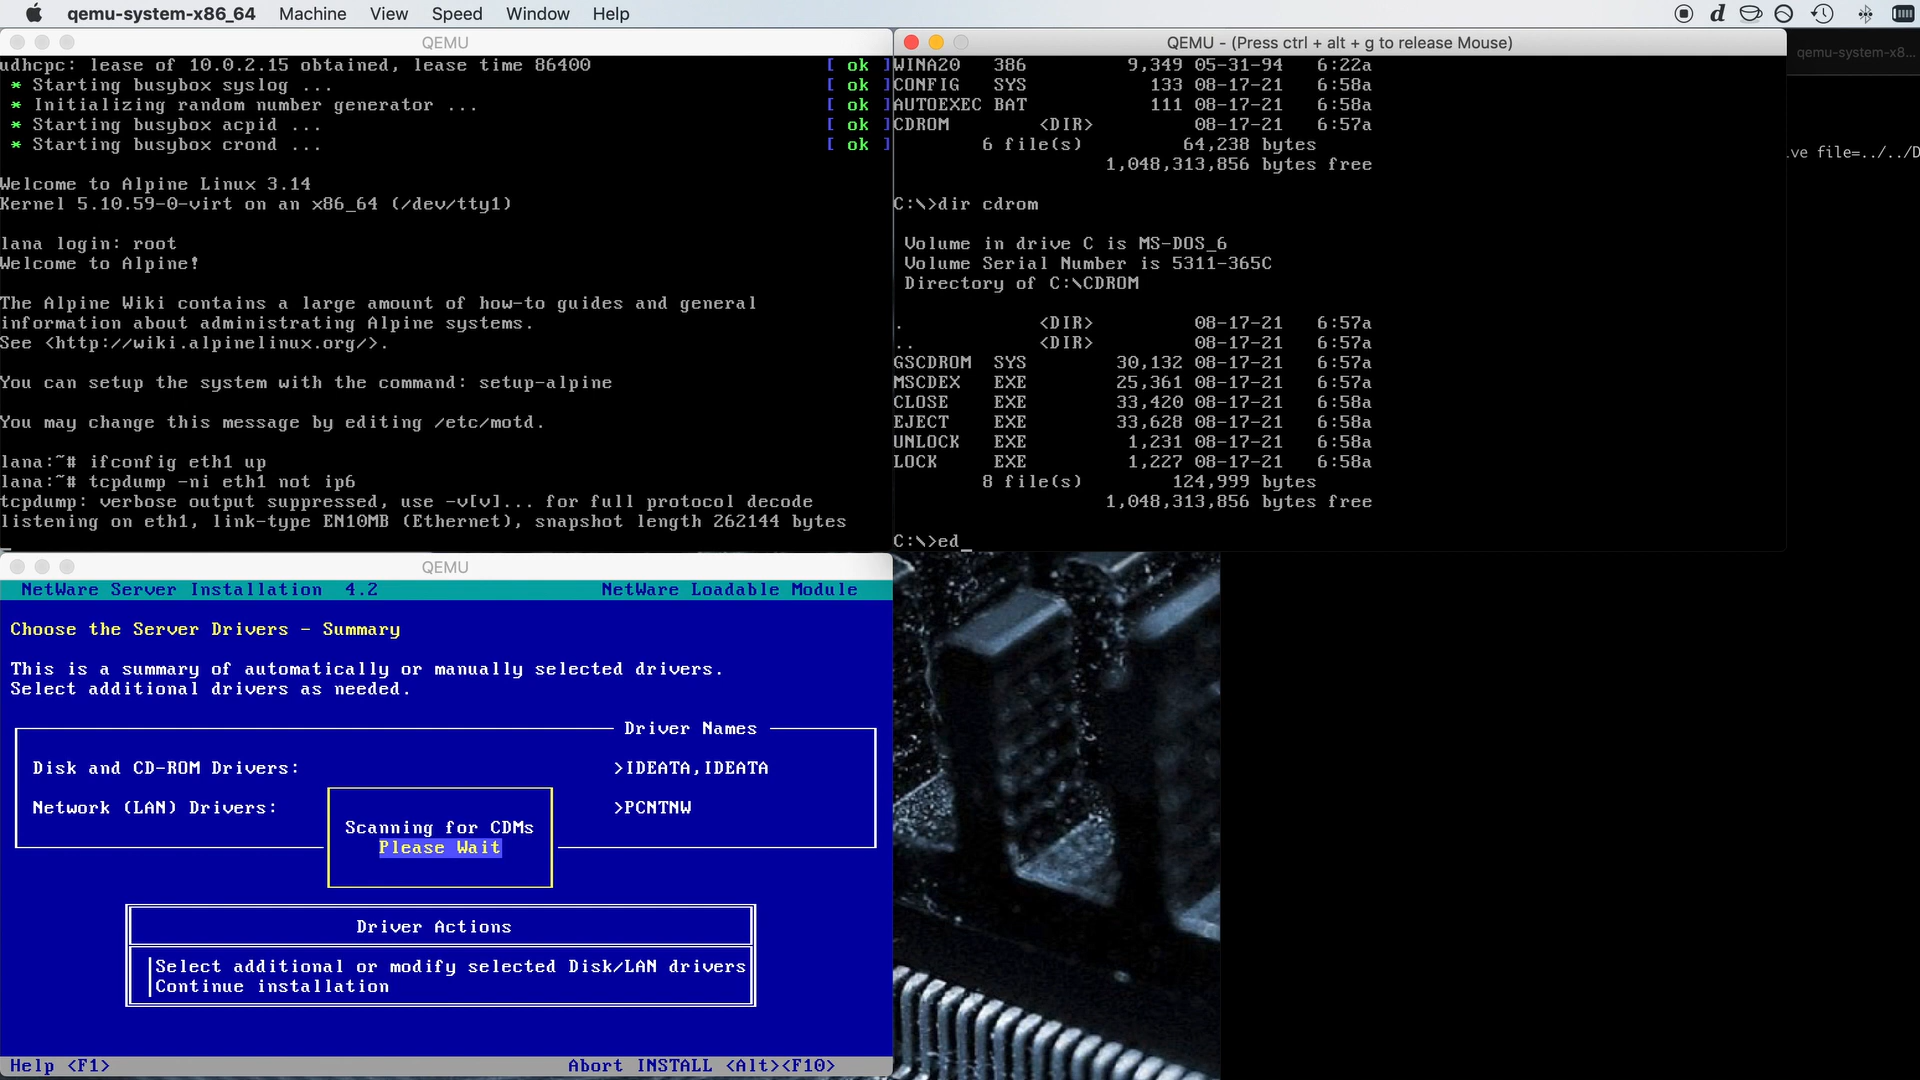 qemu-system-x86_64 Machine View Speed Window Help
QEMU
udhcpc: lease of 10.0.2.15 obtained, lease time 86400 [ ok ]
* Starting busybox syslog ... [ ok ]
* Initializing random number generator ... [ ok ]
* Starting busybox acpid ... [ ok ]
* Starting busybox crond ... [ ok ]
Welcome to Alpine Linux 3.14
Kernel 5.10.59-0-virt on an x86_64 (/dev/tty1)
lana login: root
Welcome to Alpine!
The Alpine Wiki contains a large amount of how-to guides and general
information about administrating Alpine systems.
See <http://wiki.alpinelinux.org/>.
You can setup the system with the command: setup-alpine
You may change this message by editing /etc/motd.
lana:~# ifconfig eth1 up
lana:~# tcpdump -ni eth1 not ip6
tcpdump: verbose output suppressed, use -v[v]... for full protocol decode
listening on eth1, link-type EN10MB (Ethernet), snapshot length 262144 bytes
QEMU - (Press ctrl + alt + g to release Mouse)
WINA20 386 9,349 05-31-94 6:22a
CONFIG SYS 133 08-17-21 6:58a
AUTOEXEC BAT 111 08-17-21 6:58a
CDROM <DIR> 08-17-21 6:57a
6 file(s) 64,238 bytes
1,048,313,856 bytes free
C:\>dir cdrom
Volume in drive C is MS-DOS_6
Volume Serial Number is 5311-365C
Directory of C:\CDROM
. <DIR> 08-17-21 6:57a
.. <DIR> 08-17-21 6:57a
GSCDROM SYS 30,132 08-17-21 6:57a
MSCDEX EXE 25,361 08-17-21 6:57a
CLOSE EXE 33,420 08-17-21 6:58a
EJECT EXE 33,628 08-17-21 6:58a
UNLOCK EXE 1,231 08-17-21 6:58a
LOCK EXE 1,227 08-17-21 6:58a
8 file(s) 124,999 bytes
1,048,313,856 bytes free
C:\>ed_
qemu-system-x8...
ve file=../../D
QEMU
NetWare Server Installation 4.2 NetWare Loadable Module
Choose the Server Drivers - Summary
This is a summary of automatically or manually selected drivers.
Select additional drivers as needed.
Driver Names
Disk and CD-ROM Drivers: >IDEATA,IDEATA
Network (LAN) Drivers: >PCNTNW
Scanning for CDMs
Please Wait
Driver Actions
Select additional or modify selected Disk/LAN drivers
Continue installation
Help <F1> Abort INSTALL <Alt><F10>